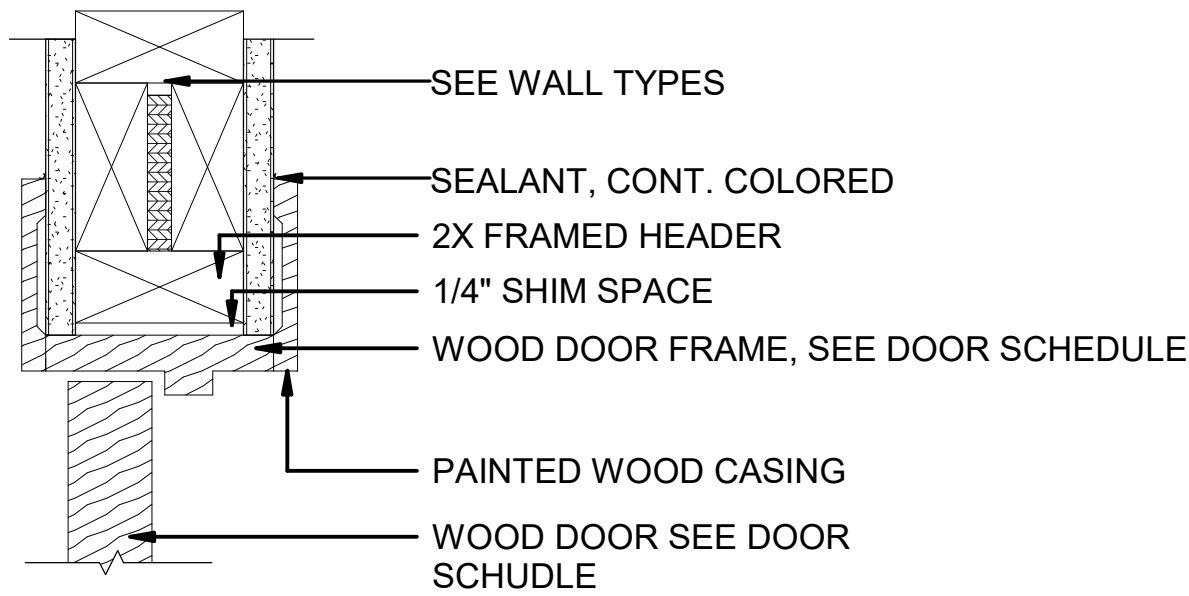 SEE WALL TYPES
SEALANT, CONT. COLORED
2X FRAMED HEADER
1/4" SHIM SPACE
WOOD DOOR FRAME, SEE DOOR SCHEDULE
PAINTED WOOD CASING
WOOD DOOR SEE DOOR
SCHUDLE